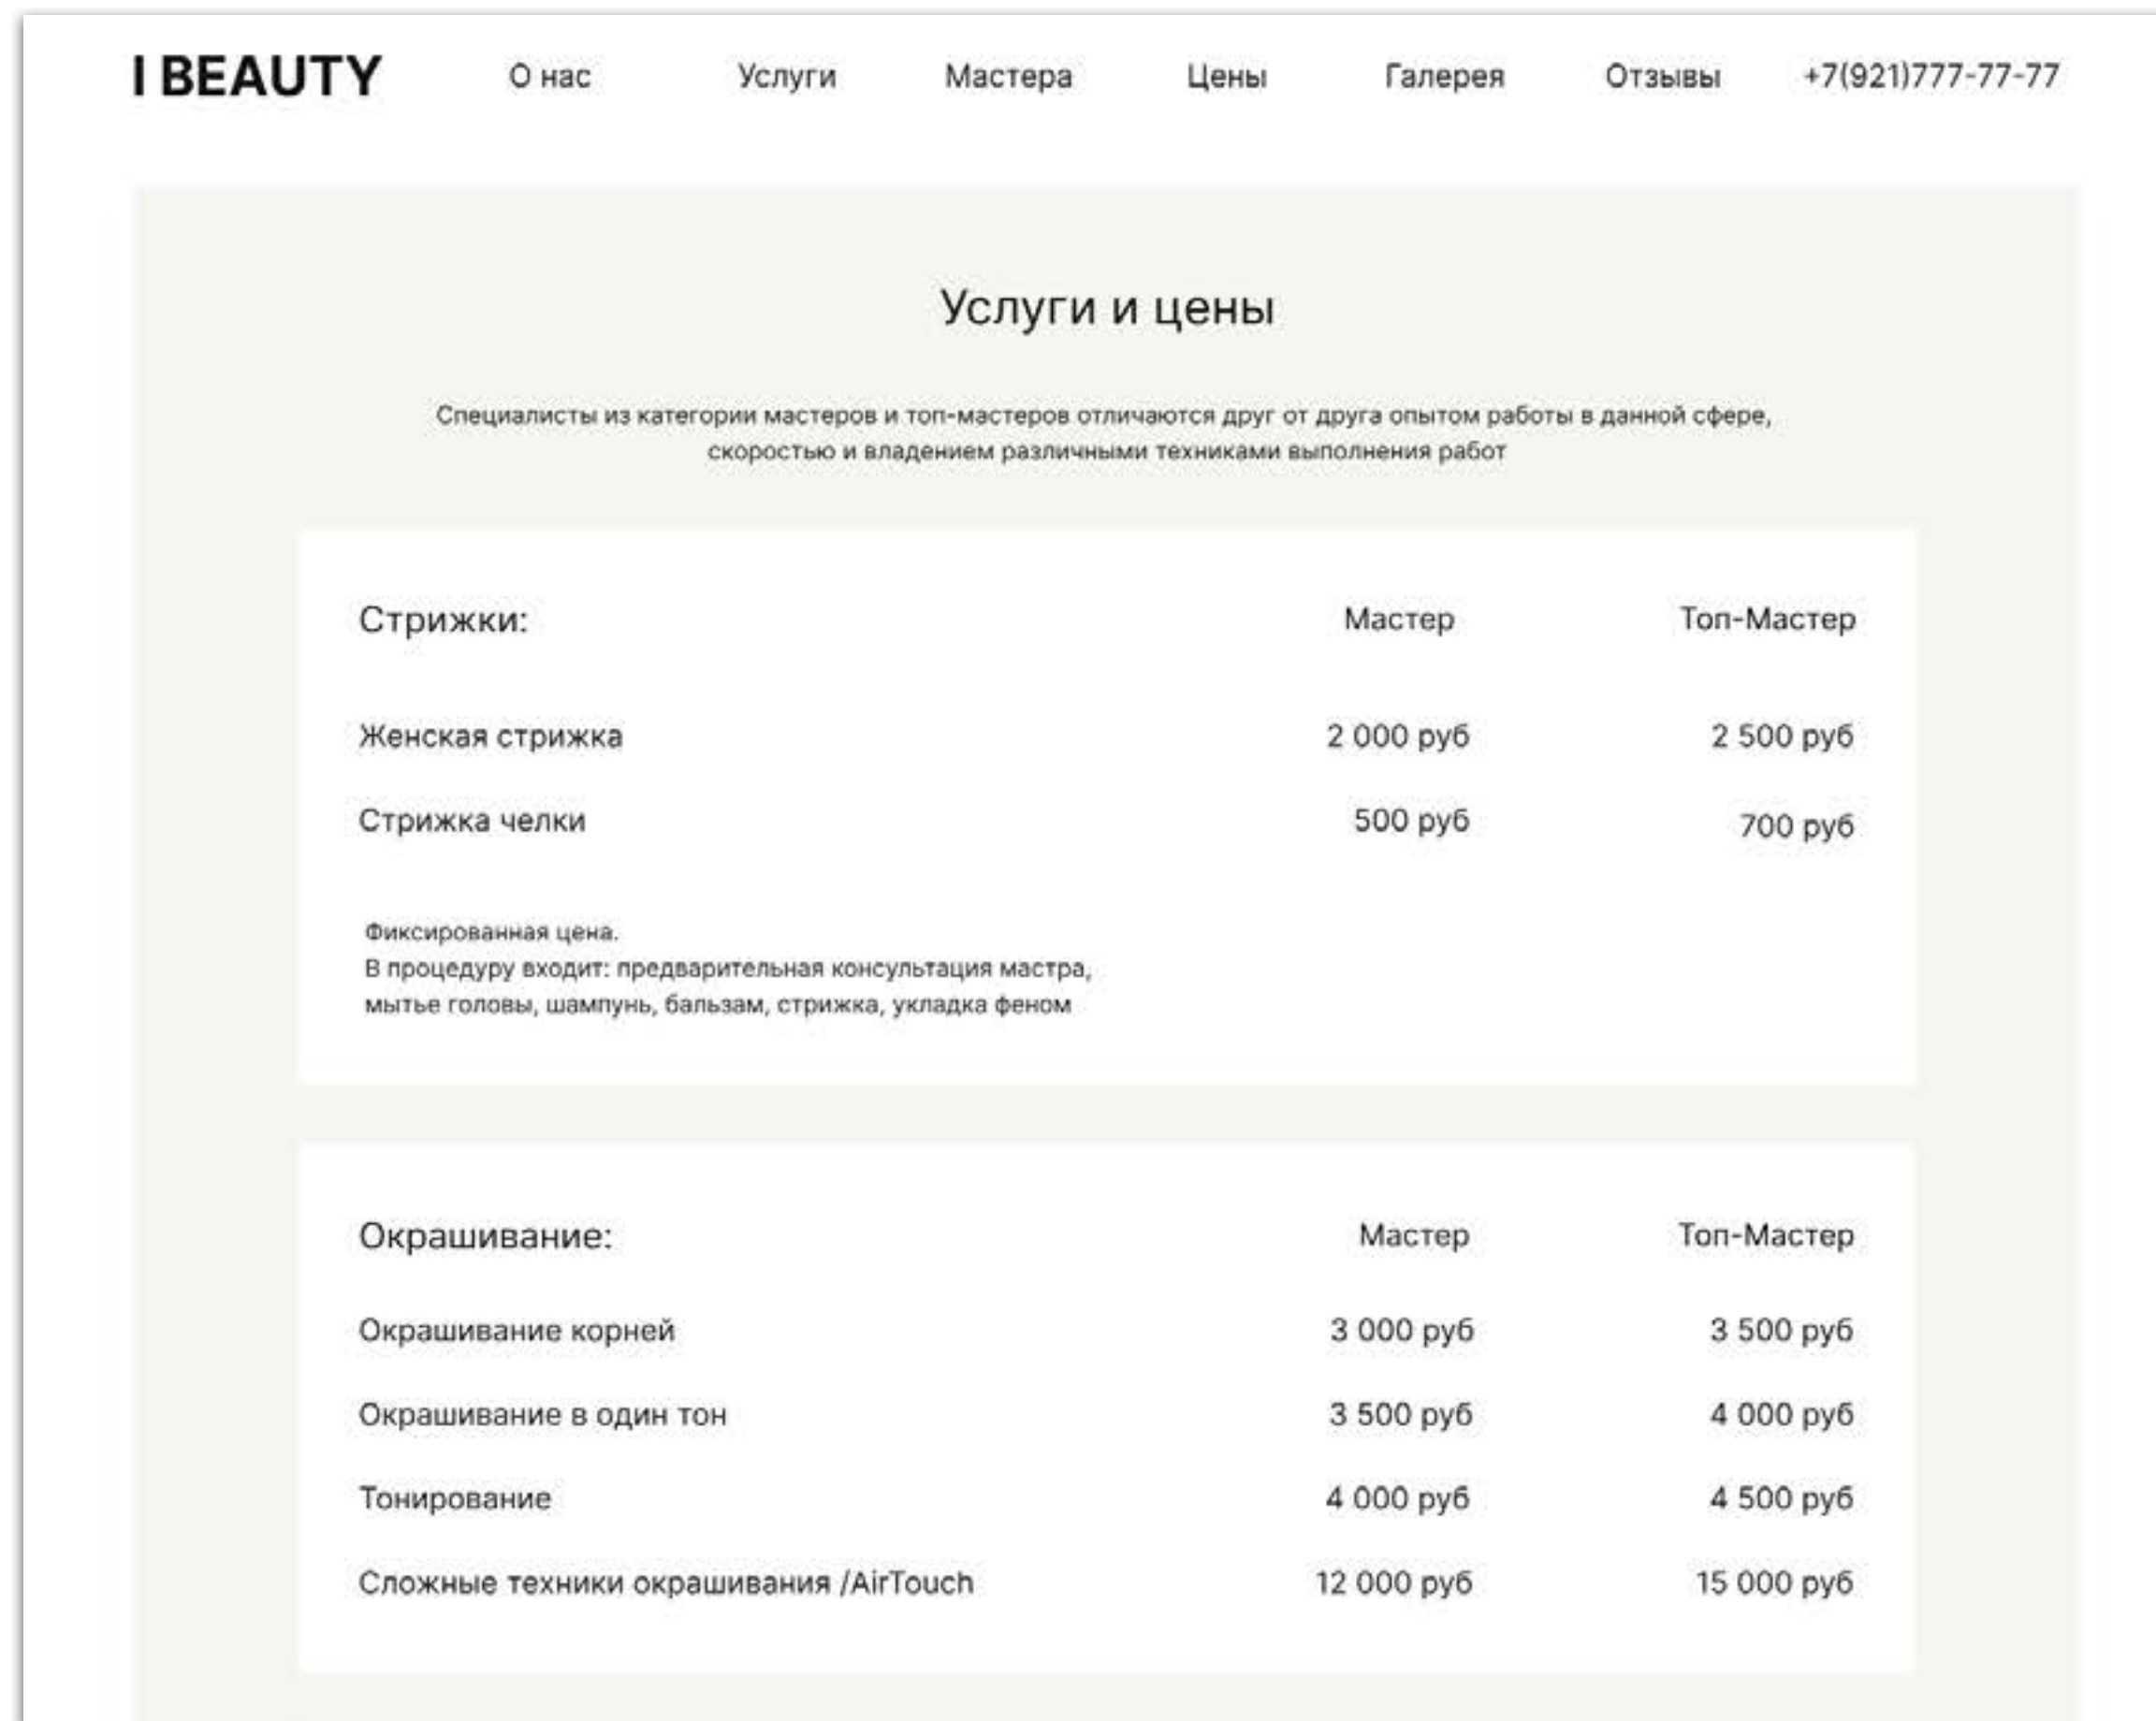 I BEAUTY О нас Услуги Мастера Цены Галерея Отзывы +7(921)777-77-77
Услуги и цены
Специалисты из категории мастеров и топ-мастеров отличаются друг от друга опытом работы в данной сфере,
скоростью и владением различными техниками выполнения работ
Стрижки: Мастер Топ-Мастер
Женская стрижка 2 000 руб 2 500 руб
Стрижка челки 500 руб 700 руб
Фиксированная цена.
В процедуру входит: предварительная консультация мастра,
мытье головы, шампунь, бальзам, стрижка, укладка феном
Окрашивание: Мастер Топ-Мастер
Окрашивание корней 3 000 руб 3 500 руб
Окрашивание в один тон 3 500 руб 4 000 руб
Тонирование 4 000 руб 4 500 руб
Сложные техники окрашивания /AirTouch 12 000 руб 15 000 руб